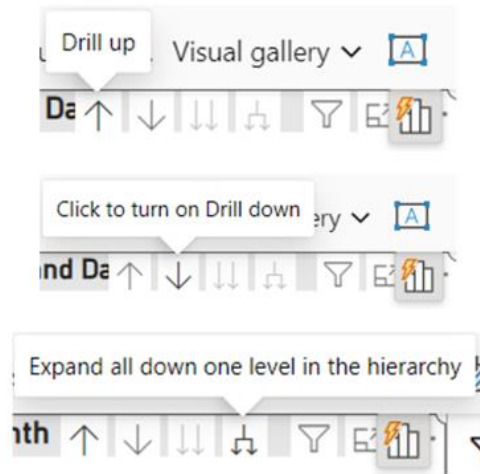 Drill up
Visual gallery
A
Da
Click to turn on Drill down
ery
A
nd Da
Expand all down one level in the hierarchy
nth